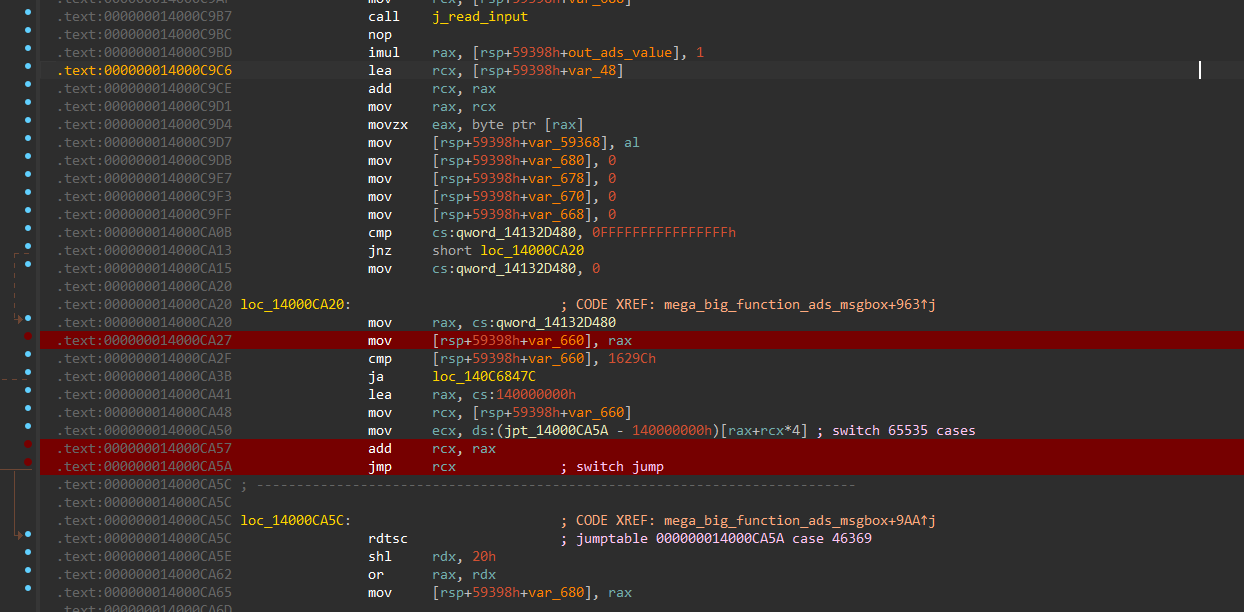 .text:000000014000C9AF mov rcx, [rsp+59398h+var_660]
.text:000000014000C9B7 call j_read_input
.text:000000014000C9BC nop
.text:000000014000C9BD imul rax, [rsp+59398h+out_ads_value], 1
.text:000000014000C9C6 lea rcx, [rsp+59398h+var_48]
.text:000000014000C9CE add rcx, rax
.text:000000014000C9D1 mov rax, rcx
.text:000000014000C9D4 movzx eax, byte ptr [rax]
.text:000000014000C9D7 mov [rsp+59398h+var_59368], al
.text:000000014000C9DB mov [rsp+59398h+var_680], 0
.text:000000014000C9E7 mov [rsp+59398h+var_678], 0
.text:000000014000C9F3 mov [rsp+59398h+var_670], 0
.text:000000014000C9FF mov [rsp+59398h+var_668], 0
.text:000000014000CA0B cmp cs:qword_14132D480, 0FFFFFFFFFFFFFFFFh
.text:000000014000CA13 jnz short loc_14000CA20
.text:000000014000CA15 mov cs:qword_14132D480, 0
.text:000000014000CA20
.text:000000014000CA20 loc_14000CA20: ; CODE XREF: mega_big_function_ads_msgbox+963↑j
.text:000000014000CA20 mov rax, cs:qword_14132D480
.text:000000014000CA27 mov [rsp+59398h+var_660], rax
.text:000000014000CA2F cmp [rsp+59398h+var_660], 1629Ch
.text:000000014000CA3B ja loc_140C6847C
.text:000000014000CA41 lea rax, cs:140000000h
.text:000000014000CA48 mov rcx, [rsp+59398h+var_660]
.text:000000014000CA50 mov ecx, ds:(jpt_14000CA5A - 140000000h)[rax+rcx*4] ; switch 65535 cases
.text:000000014000CA57 add rcx, rax
.text:000000014000CA5A jmp rcx ; switch jump
.text:000000014000CA5C ; ---------------------------------------------------------------------------
.text:000000014000CA5C
.text:000000014000CA5C loc_14000CA5C: ; CODE XREF: mega_big_function_ads_msgbox+9AA↑j
.text:000000014000CA5C rdtsc ; jumptable 000000014000CA5A case 46369
.text:000000014000CA5E shl rdx, 20h
.text:000000014000CA62 or rax, rdx
.text:000000014000CA65 mov [rsp+59398h+var_680], rax
.text:000000014000CA6D